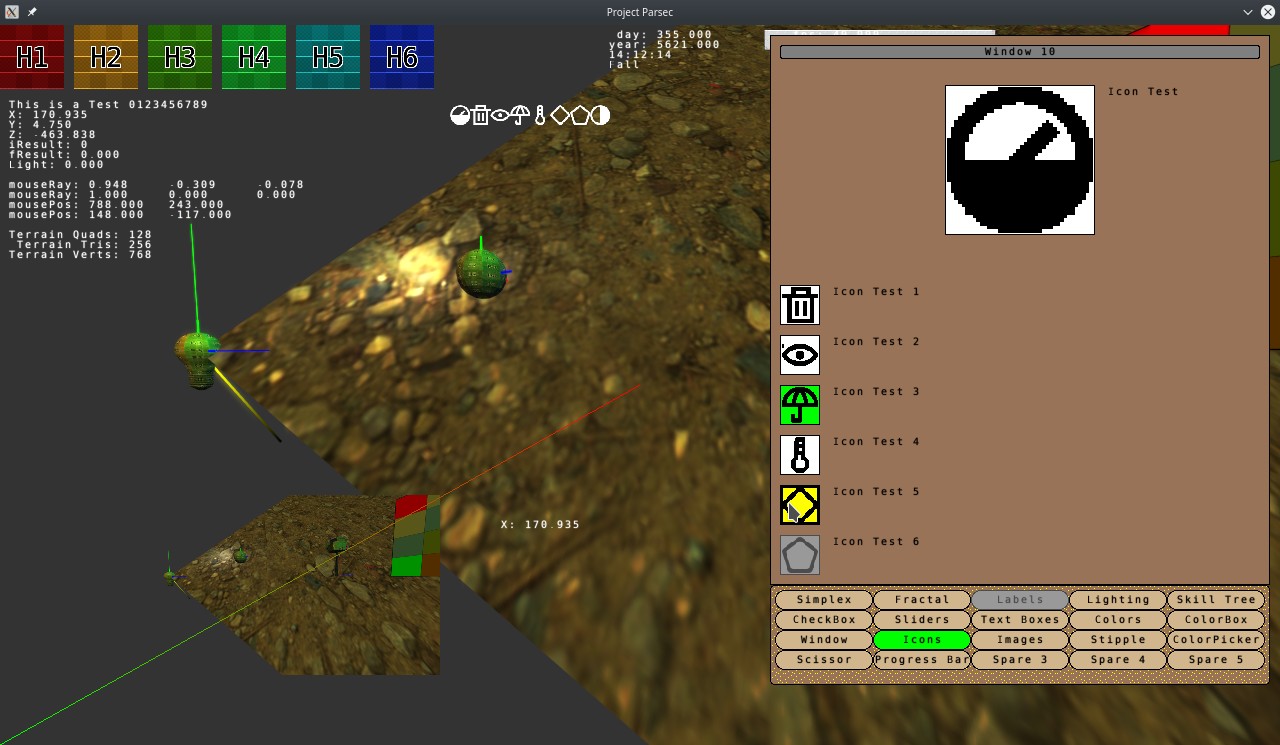 Project Parsec
H1 H2 H3 H4 H5 H6
day: 355.000
year: 5621.000
14:12:14
Fall
This is a Test 0123456789
X: 170.935
Y: 4.750
Z: -463.838
iResult: 0
fResult: 0.000
Light: 0.000
mouseRay: 0.948 -0.309 -0.078
mouseRay: 1.000 0.000 0.000
mousePos: 788.000 243.000
mousePos: 148.000 -117.000
Terrain Quads: 128
Terrain Tris: 256
Terrain Verts: 768
X: 170.935
Window 10
Icon Test
Icon Test 1
Icon Test 2
Icon Test 3
Icon Test 4
Icon Test 5
Icon Test 6
Simplex Fractal Labels Lighting Skill Tree
CheckBox Sliders Text Boxes Colors ColorBox
Window Icons Images Stipple ColorPicker
Scissor Progress Bar Spare 3 Spare 4 Spare 5